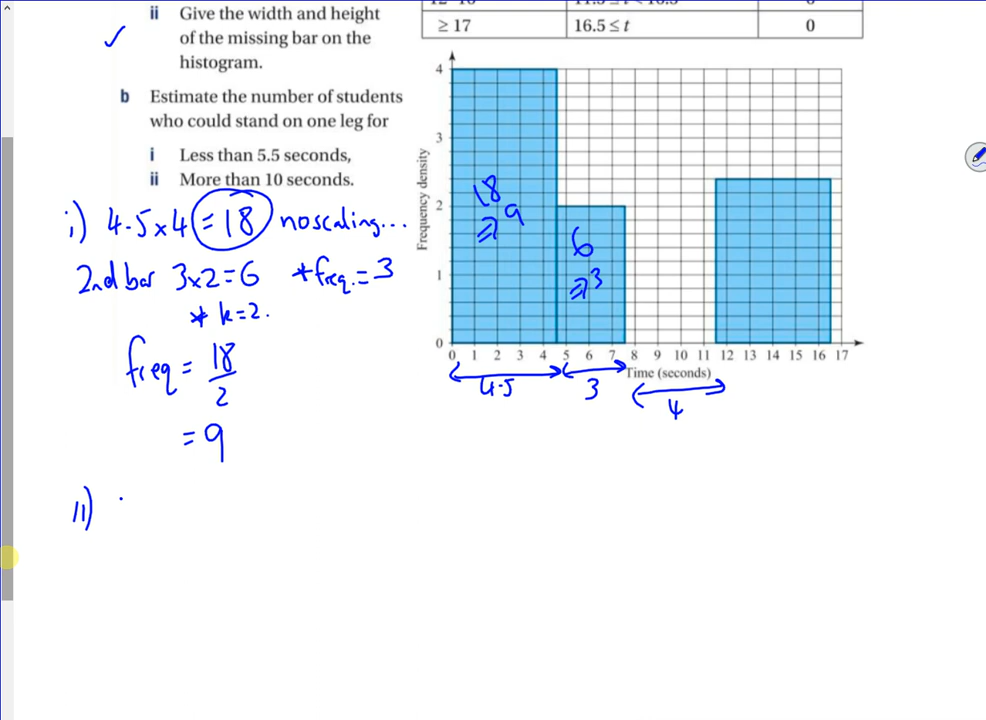 ii Give the width and height
of the missing bar on the
histogram.
b Estimate the number of students
who could stand on one leg for
i Less than 5.5 seconds,
ii More than 10 seconds.
≥ 17 16.5 ≤ t 0
4
3
2
1
0
Frequency density
0 1 2 3 4 5 6 7 8 9 10 11 12 13 14 15 16 17
Time (seconds)
18
⇒ 9
6
⇒ 3
4.5
3
4
i) 4.5 x 4 = 18 no scaling...
2nd bar 3x2=6 * freq. = 3
* k=2.
freq = 18
2
= 9
ii)